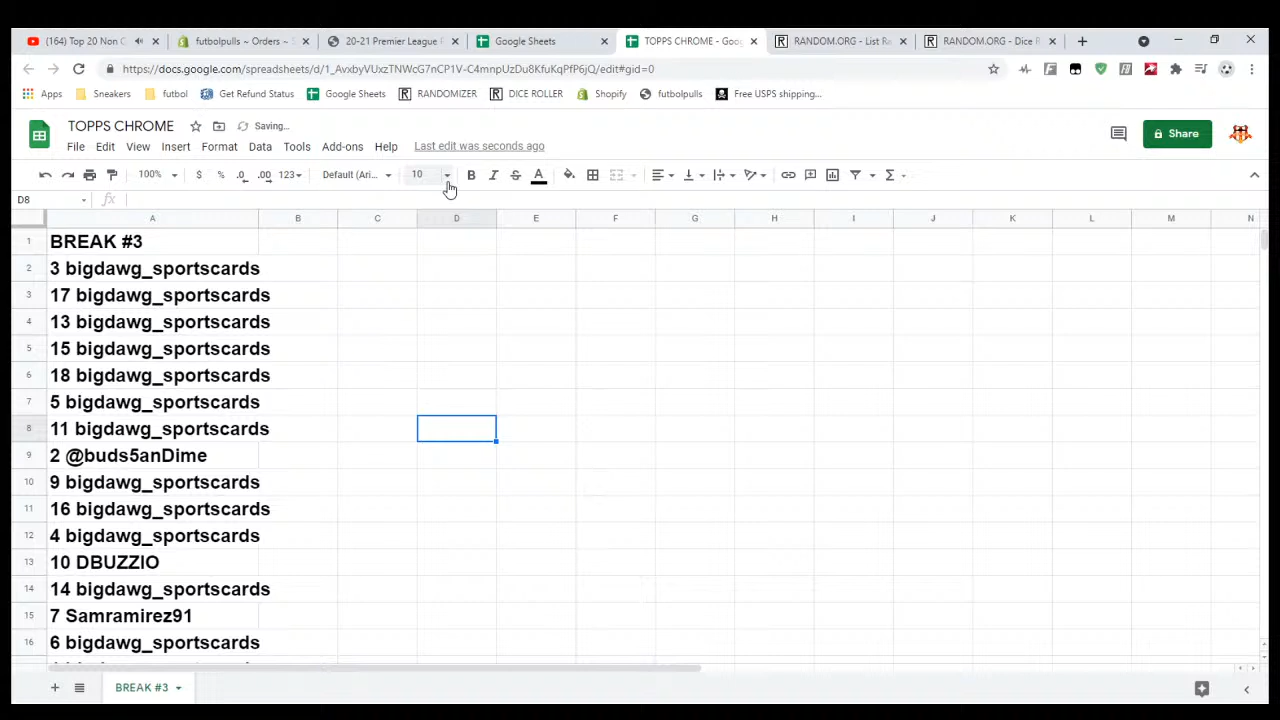 (164) Top 20 Non C
futbolpulls ~ Orders ~ S
20-21 Premier League F
Google Sheets
TOPPS CHROME - Goog
RANDOM.ORG - List Ra
RANDOM.ORG - Dice B
https://docs.google.com/spreadsheets/d/1_AvxbyVUxzTNWcG7nCP1V-C4mnpUzDu8KfuKqPfP6jQ/edit#gid=0
Apps Sneakers futbol Get Refund Status Google Sheets RANDOMIZER DICE ROLLER Shopify futbolpulls Free USPS shipping...
TOPPS CHROME Saving...
File Edit View Insert Format Data Tools Add-ons Help Last edit was seconds ago
Share
100% $ % .0 .00 123 Default (Ari... 10 B I S A
D8 fx
A B C D E F G H I J K L M N
1 BREAK #3
2 3 bigdawg_sportscards
3 17 bigdawg_sportscards
4 13 bigdawg_sportscards
5 15 bigdawg_sportscards
6 18 bigdawg_sportscards
7 5 bigdawg_sportscards
8 11 bigdawg_sportscards
9 2 @buds5anDime
10 9 bigdawg_sportscards
11 16 bigdawg_sportscards
12 4 bigdawg_sportscards
13 10 DBUZZIO
14 14 bigdawg_sportscards
15 7 Samramirez91
16 6 bigdawg_sportscards
BREAK #3